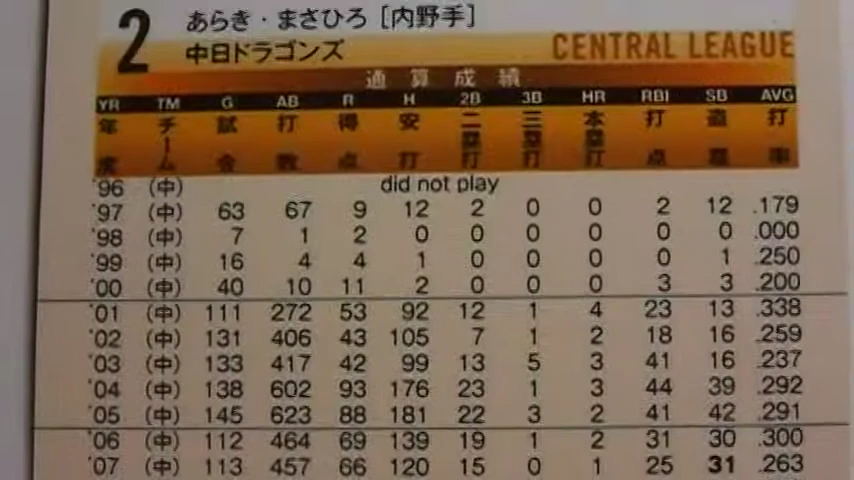 2 あらき・まさひろ [内野手]
中日ドラゴンズ CENTRAL LEAGUE
通算成績
YR TM G AB R H 2B 3B HR RBI SB AVG
年度 チーム 試合 打数 得点 安打 二塁打 三塁打 本塁打 打点 盗塁 打率
'96 (中) did not play
'97 (中) 63 67 9 12 2 0 0 2 12 .179
'98 (中) 7 1 2 0 0 0 0 0 0 .000
'99 (中) 16 4 4 1 0 0 0 0 1 .250
'00 (中) 40 10 11 2 0 0 0 3 3 .200
'01 (中) 111 272 53 92 12 1 4 23 13 .338
'02 (中) 131 406 43 105 7 1 2 18 16 .259
'03 (中) 133 417 42 99 13 5 3 41 16 .237
'04 (中) 138 602 93 176 23 1 3 44 39 .292
'05 (中) 145 623 88 181 22 3 2 41 42 .291
'06 (中) 112 464 69 139 19 1 2 31 30 .300
'07 (中) 113 457 66 120 15 0 1 25 31 .263